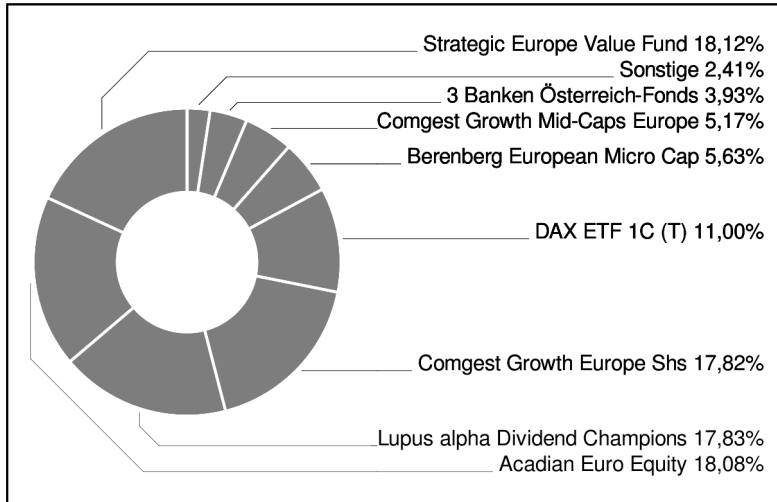 Strategic Europe Value Fund 18,12%
Sonstige 2,41%
3 Banken Österreich-Fonds 3,93%
Comgest Growth Mid-Caps Europe 5,17%
Berenberg European Micro Cap 5,63%
DAX ETF 1C (T) 11,00%
Comgest Growth Europe Shs 17,82%
Lupus alpha Dividend Champions 17,83%
Acadian Euro Equity 18,08%